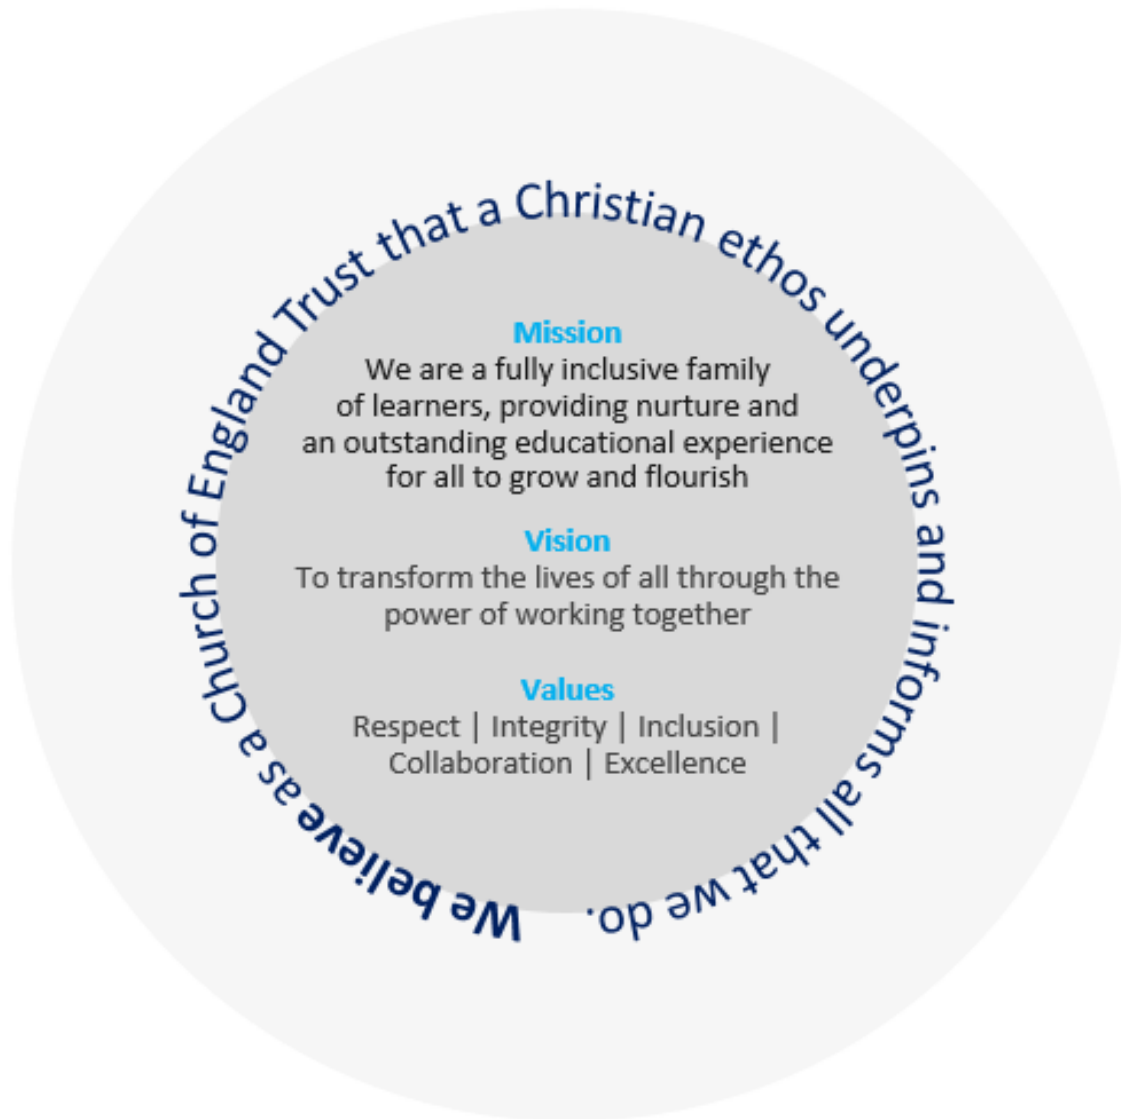 We believe as a Church of England Trust that a Christian ethos underpins and informs all that we do.
Mission
We are a fully inclusive family
of learners, providing nurture and
an outstanding educational experience
for all to grow and flourish
Vision
To transform the lives of all through the
power of working together
Values
Respect | Integrity | Inclusion |
Collaboration | Excellence